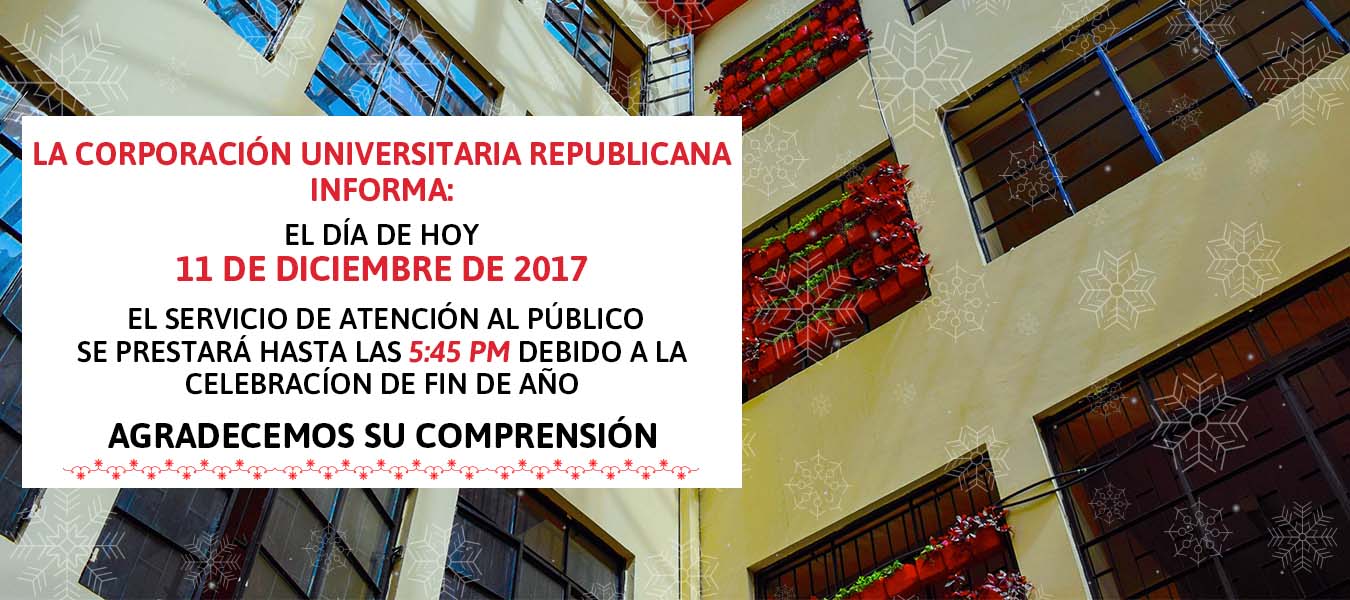 LA CORPORACIÓN UNIVERSITARIA REPUBLICANA
INFORMA:
EL DÍA DE HOY
11 DE DICIEMBRE DE 2017
EL SERVICIO DE ATENCIÓN AL PÚBLICO
SE PRESTARÁ HASTA LAS 5:45 PM DEBIDO A LA
CELEBRACÍON DE FIN DE AÑO
AGRADECEMOS SU COMPRENSIÓN